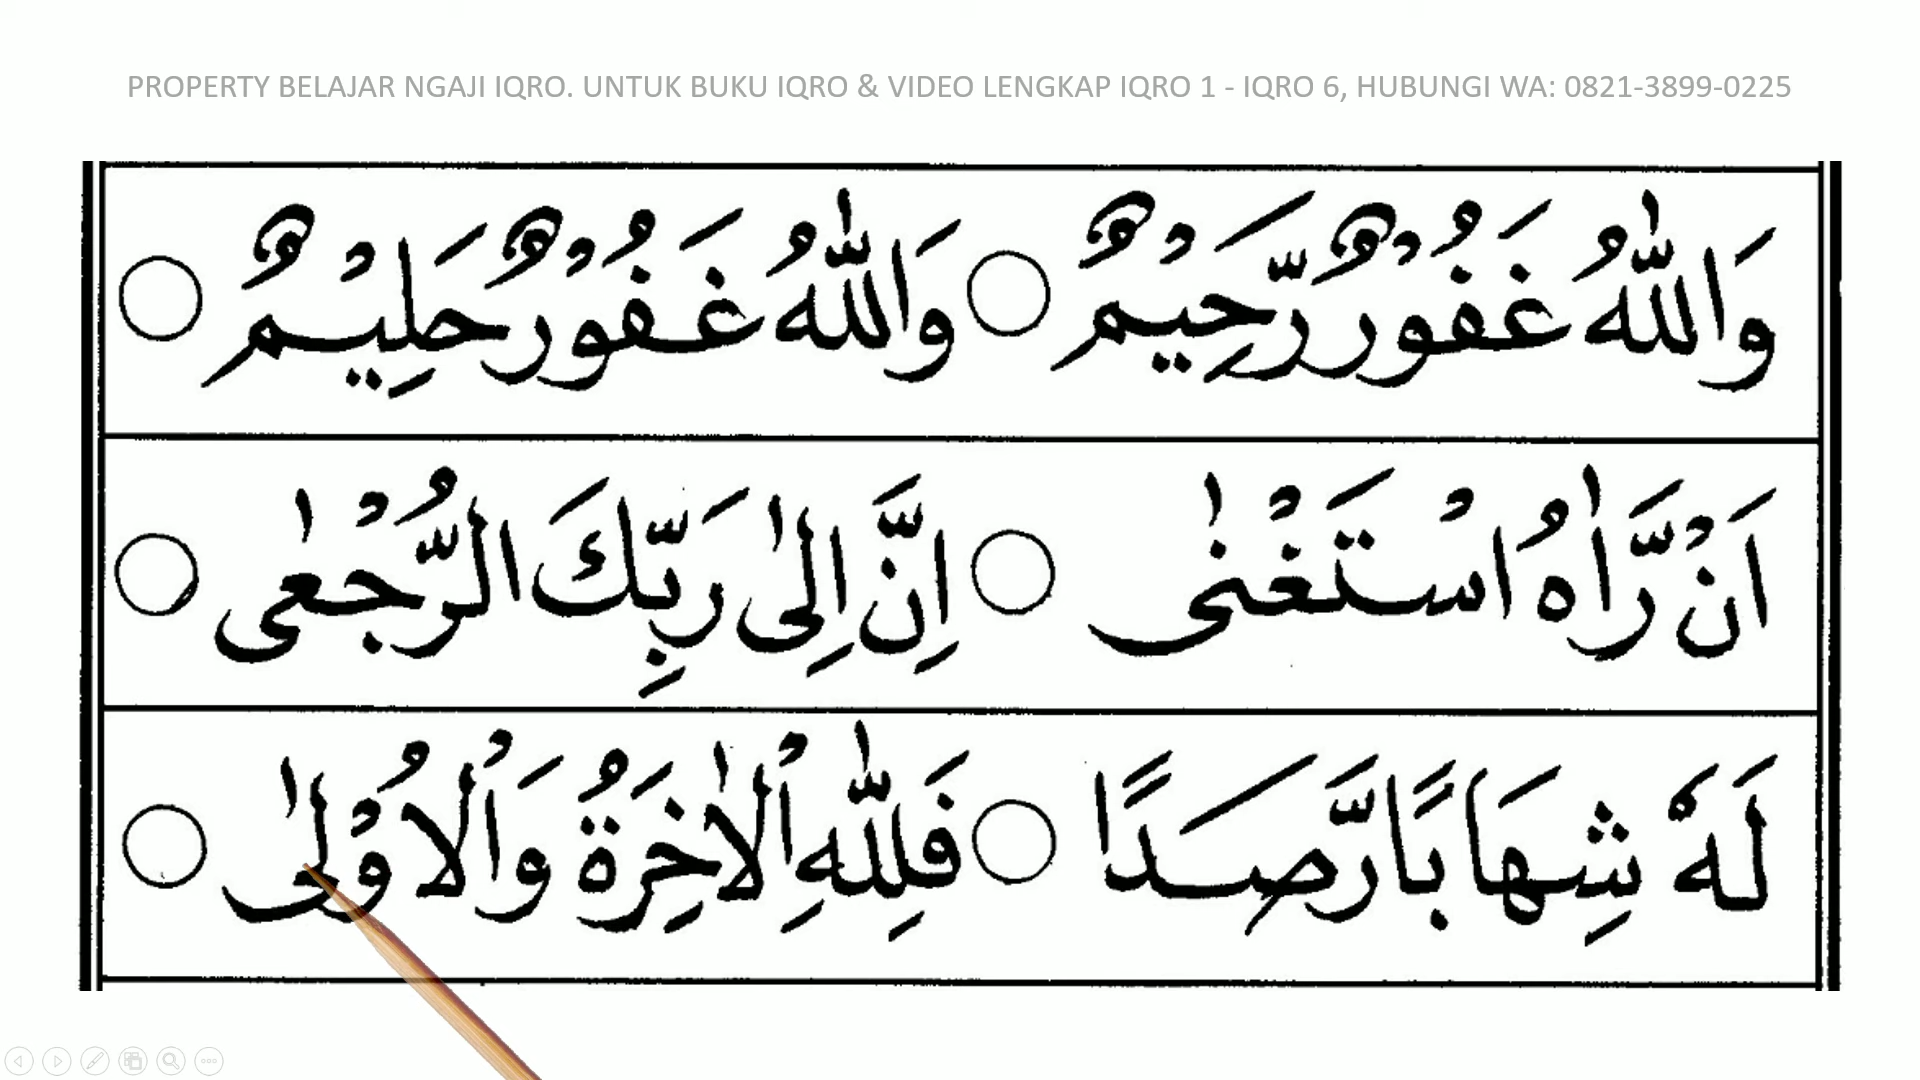 PROPERTY BELAJAR NGAJI IQRO. UNTUK BUKU IQRO & VIDEO LENGKAP IQRO 1 - IQRO 6, HUBUNGI WA: 0821-3899-0225
وَاللّٰهُ غَفُوْرٌ رَّحِيْمٌ ○ وَاللّٰهُ غَفُوْرٌ حَلِيْمٌ ○
اَنْ رَّاٰهُ اسْتَغْنٰى ○ اِنَّ اِلٰى رَبِّكَ الرُّجْعٰى ○
لَهٗ شِهَابًا رَّصَدًا ○ فَلِلّٰهِ الْاٰخِرَةُ وَالْاُوْلٰى ○